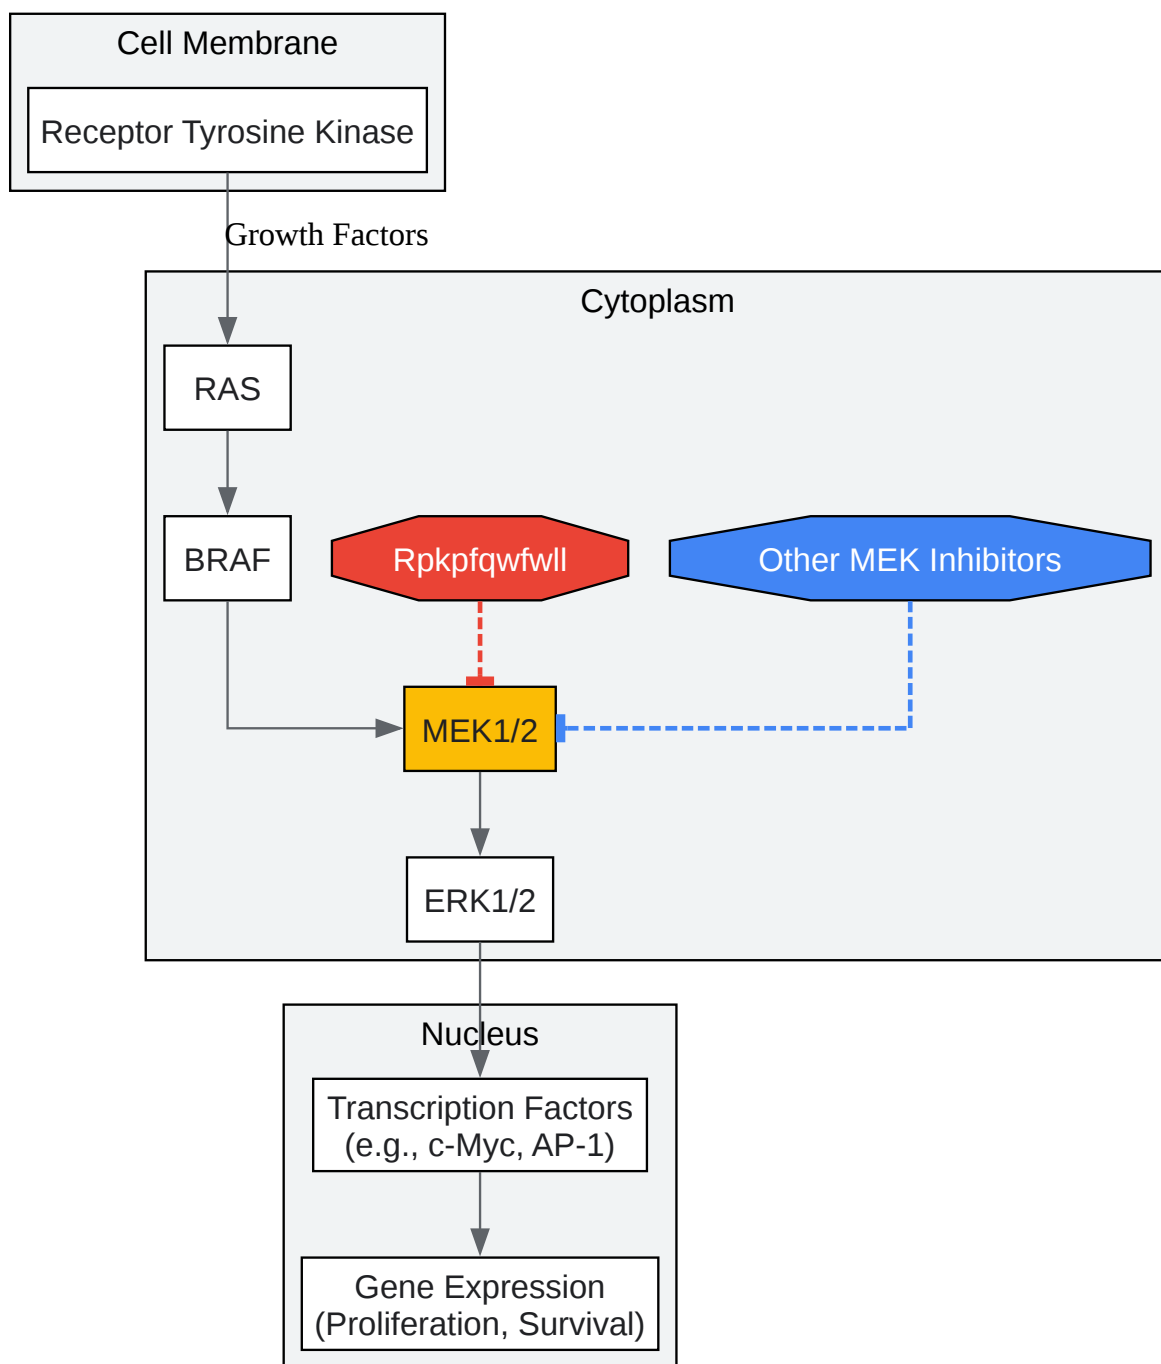 Cell Membrane
Receptor Tyrosine Kinase
Growth Factors
Cytoplasm
RAS
BRAF
Rpkpfqwfwll
Other MEK Inhibitors
MEK1/2
ERK1/2
Nucleus
Transcription Factors
(e.g., c-Myc, AP-1)
Gene Expression
(Proliferation, Survival)